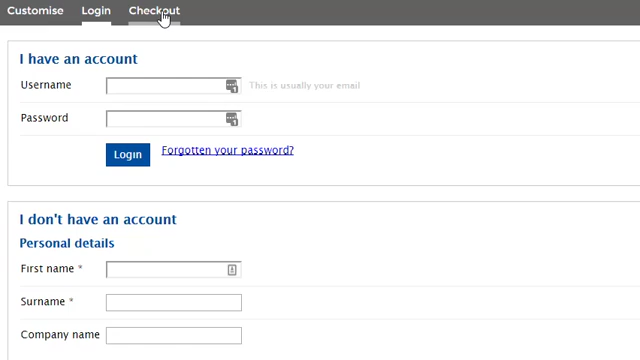 Customise Login Checkout
I have an account
Username This is usually your email
Password
Login Forgotten your password?
I don't have an account
Personal details
First name *
Surname *
Company name